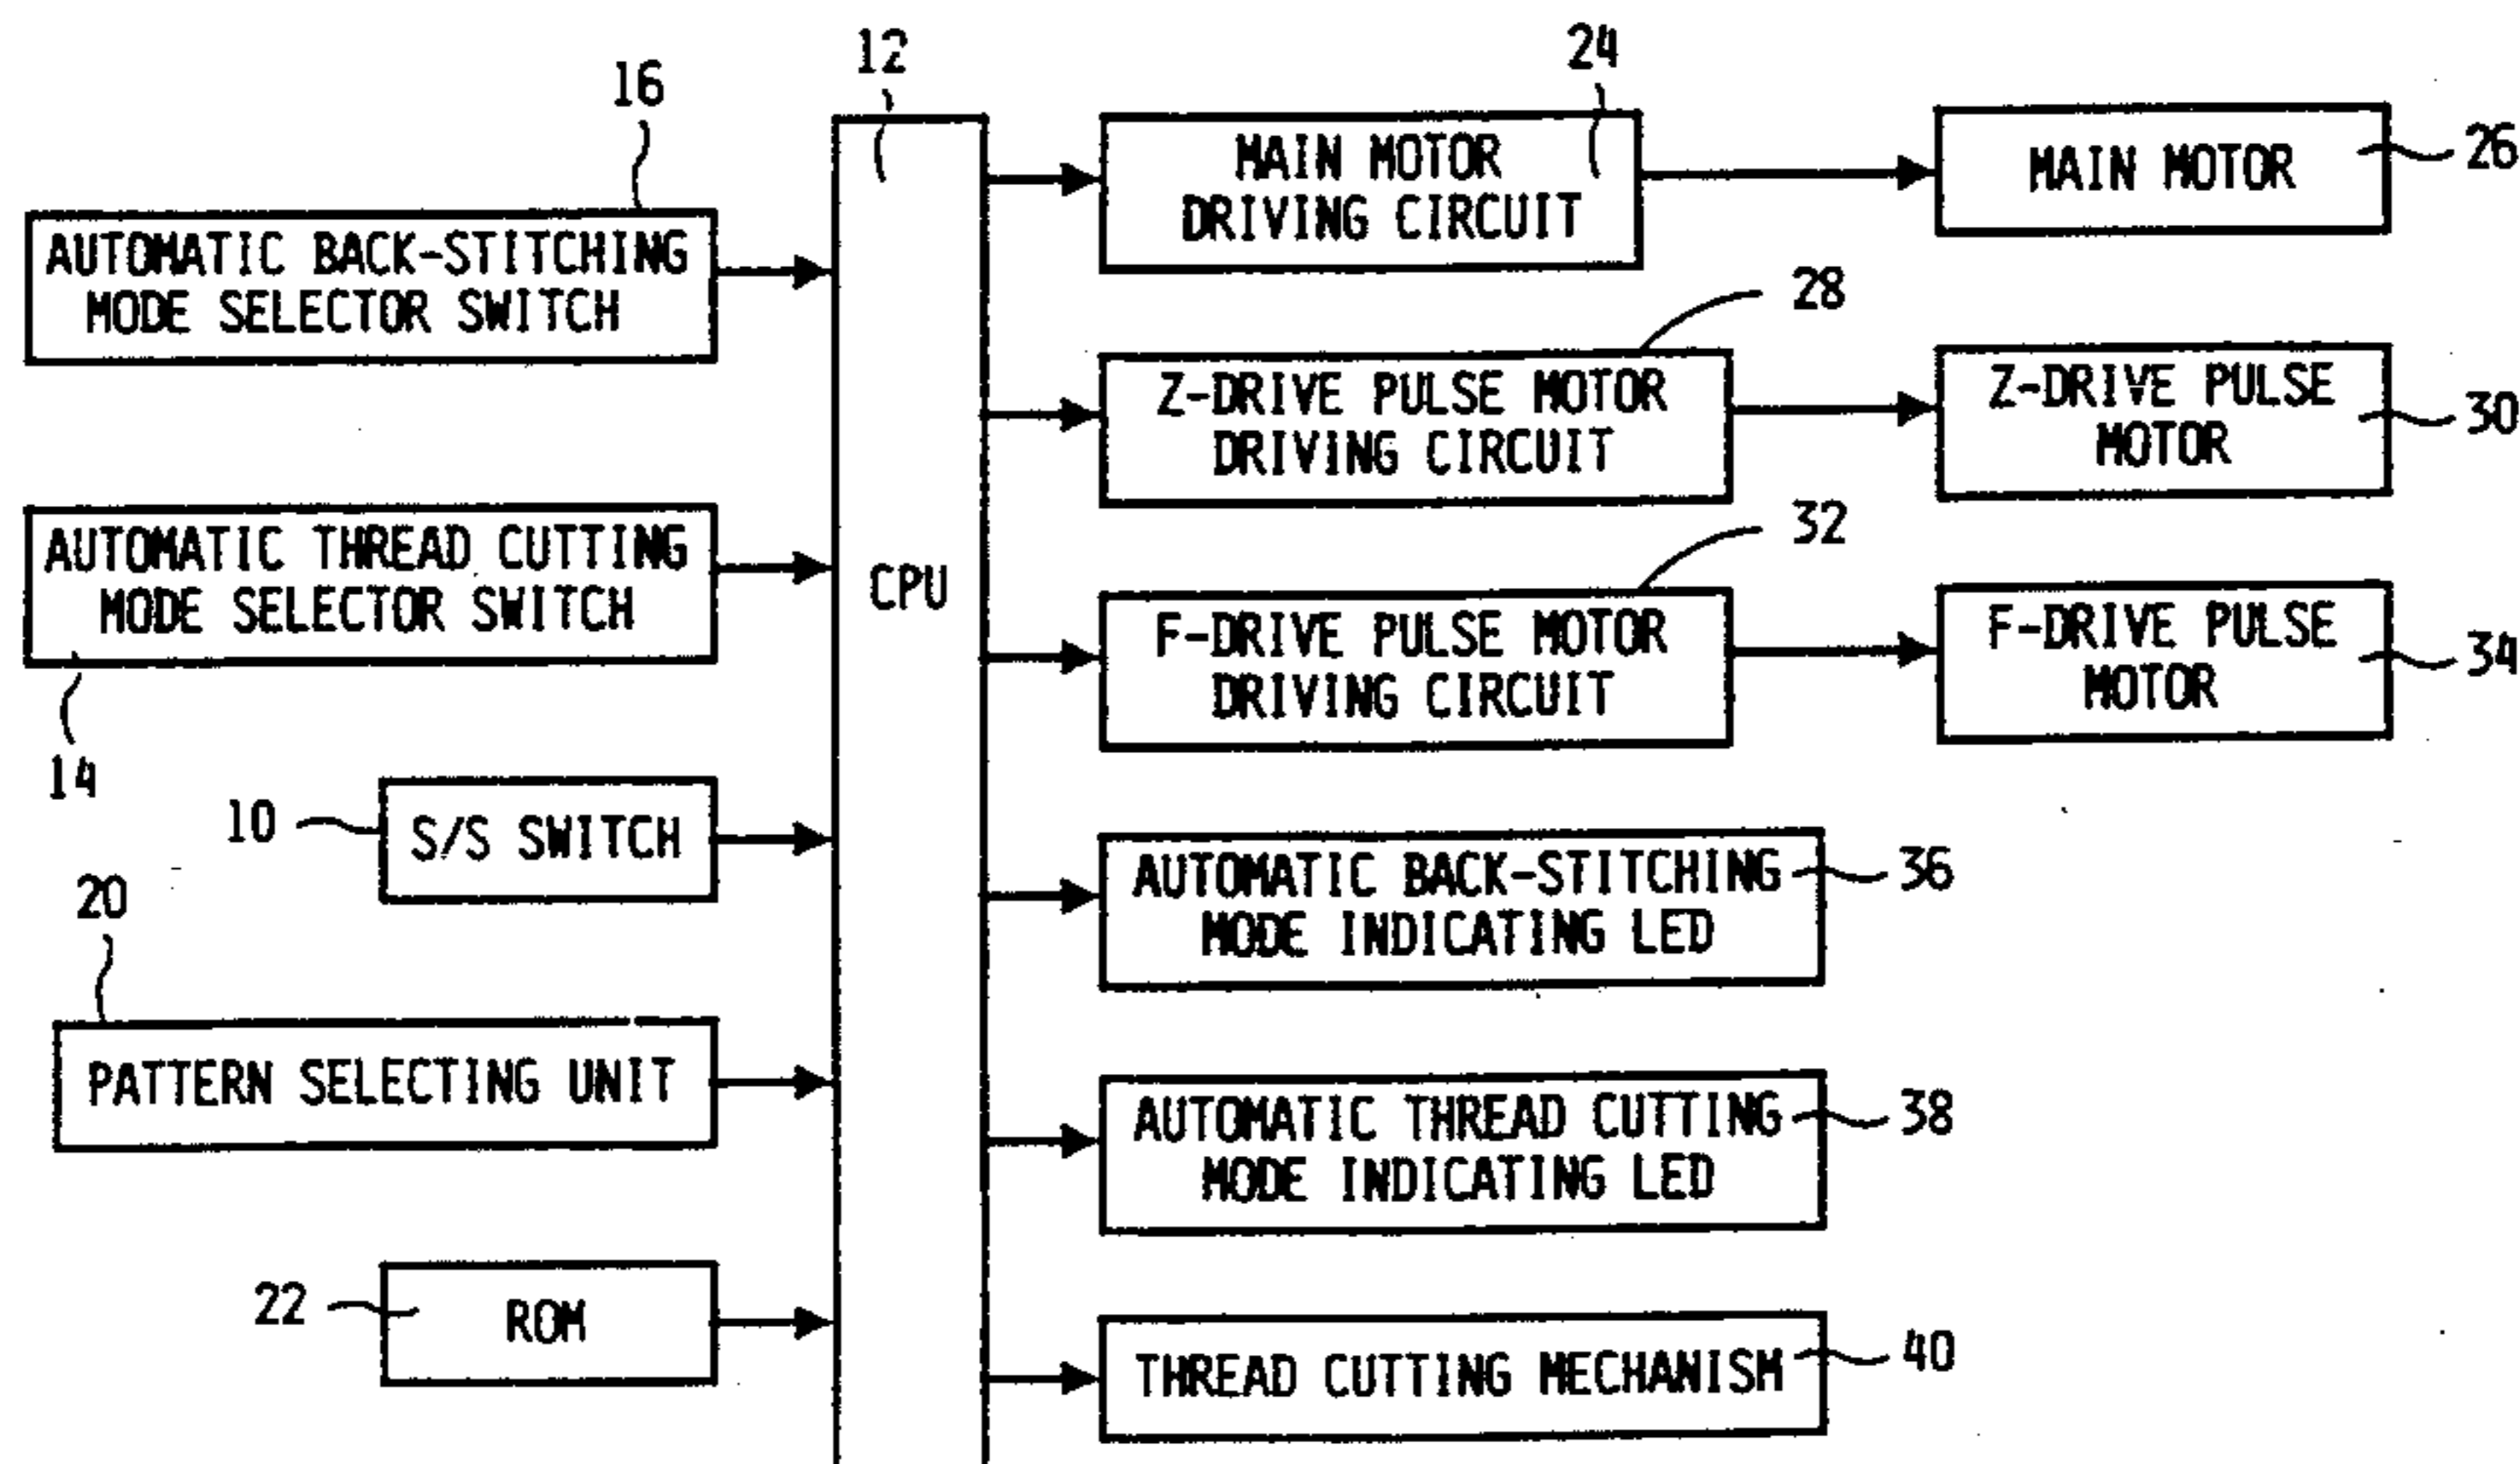 12
24
16
MAIN MOTOR
DRIVING CIRCUIT
MAIN MOTOR
26
AUTOMATIC BACK-STITCHING
MODE SELECTOR SWITCH
28
Z-DRIVE PULSE MOTOR
DRIVING CIRCUIT
Z-DRIVE PULSE
MOTOR
30
32
AUTOMATIC THREAD CUTTING
MODE SELECTOR SWITCH
14
CPU
F-DRIVE PULSE MOTOR
DRIVING CIRCUIT
F-DRIVE PULSE
MOTOR
34
10
S/S SWITCH
AUTOMATIC BACK-STITCHING
MODE INDICATING LED
36
20
PATTERN SELECTING UNIT
AUTOMATIC THREAD CUTTING
MODE INDICATING LED
38
22
ROM
THREAD CUTTING MECHANISM
40